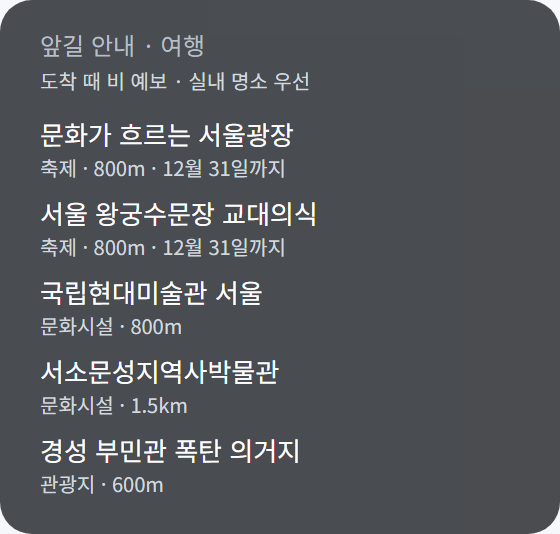 앞길 안내 · 여행
도착 때 비 예보 · 실내 명소 우선
문화가 흐르는 서울광장
축제 · 800m · 12월 31일까지
서울 왕궁수문장 교대의식
축제 · 800m · 12월 31일까지
국립현대미술관 서울
문화시설 · 800m
서소문성지역사박물관
문화시설 · 1.5km
경성 부민관 폭탄 의거지
관광지 · 600m